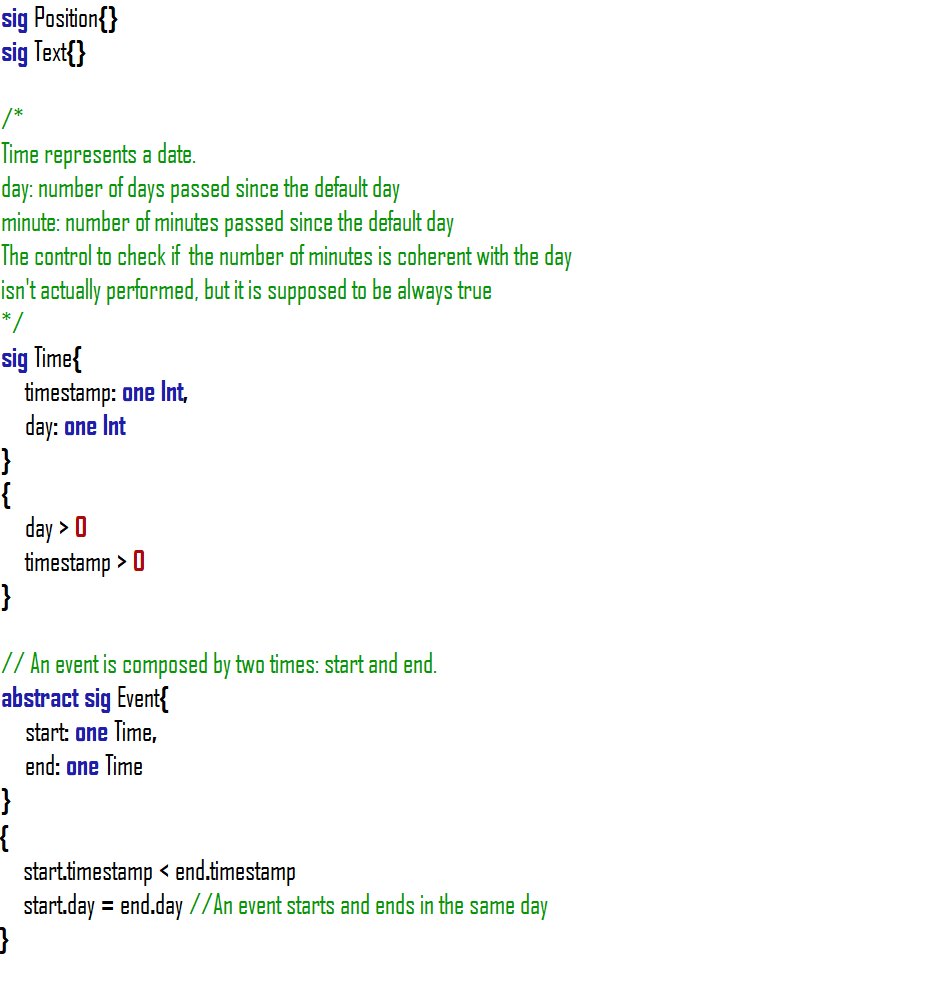 sig Position{}
sig Text{}
/*
Time represents a date.
day: number of days passed since the default day
minute: number of minutes passed since the default day
The control to check if the number of minutes is coherent with the day
isn't actually performed, but it is supposed to be always true
*/
sig Time{
timestamp: one Int,
day: one Int
}
{
day > 0
timestamp > 0
}
// An event is composed by two times: start and end.
abstract sig Event{
start: one Time,
end: one Time
}
{
start.timestamp < end.timestamp
start.day = end.day //An event starts and ends in the same day
}